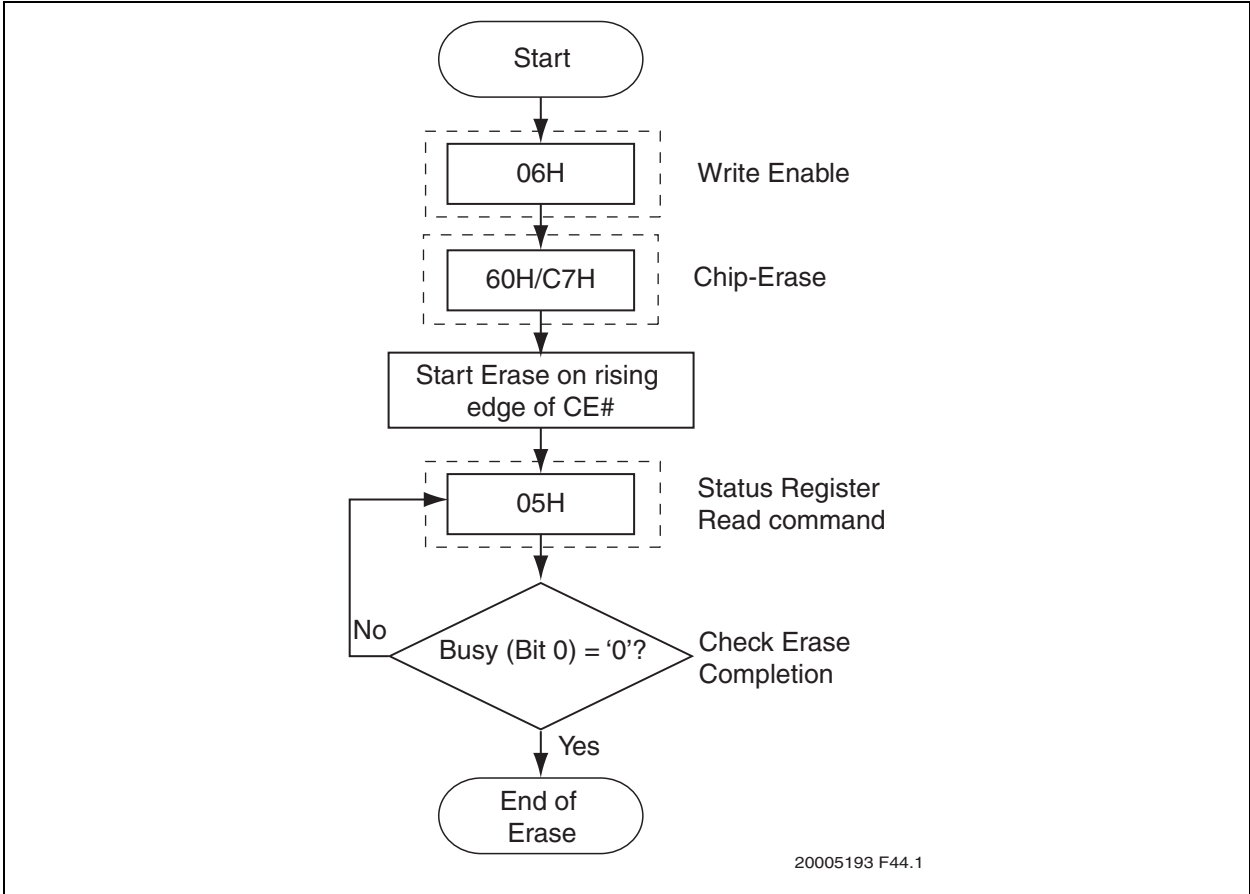 Start
06H
Write Enable
60H/C7H
Chip-Erase
Start Erase on rising
edge of CE#
05H
Status Register
Read command
No
Busy (Bit 0) = ‘0’?
Check Erase
Completion
Yes
End of
Erase
20005193 F44.1